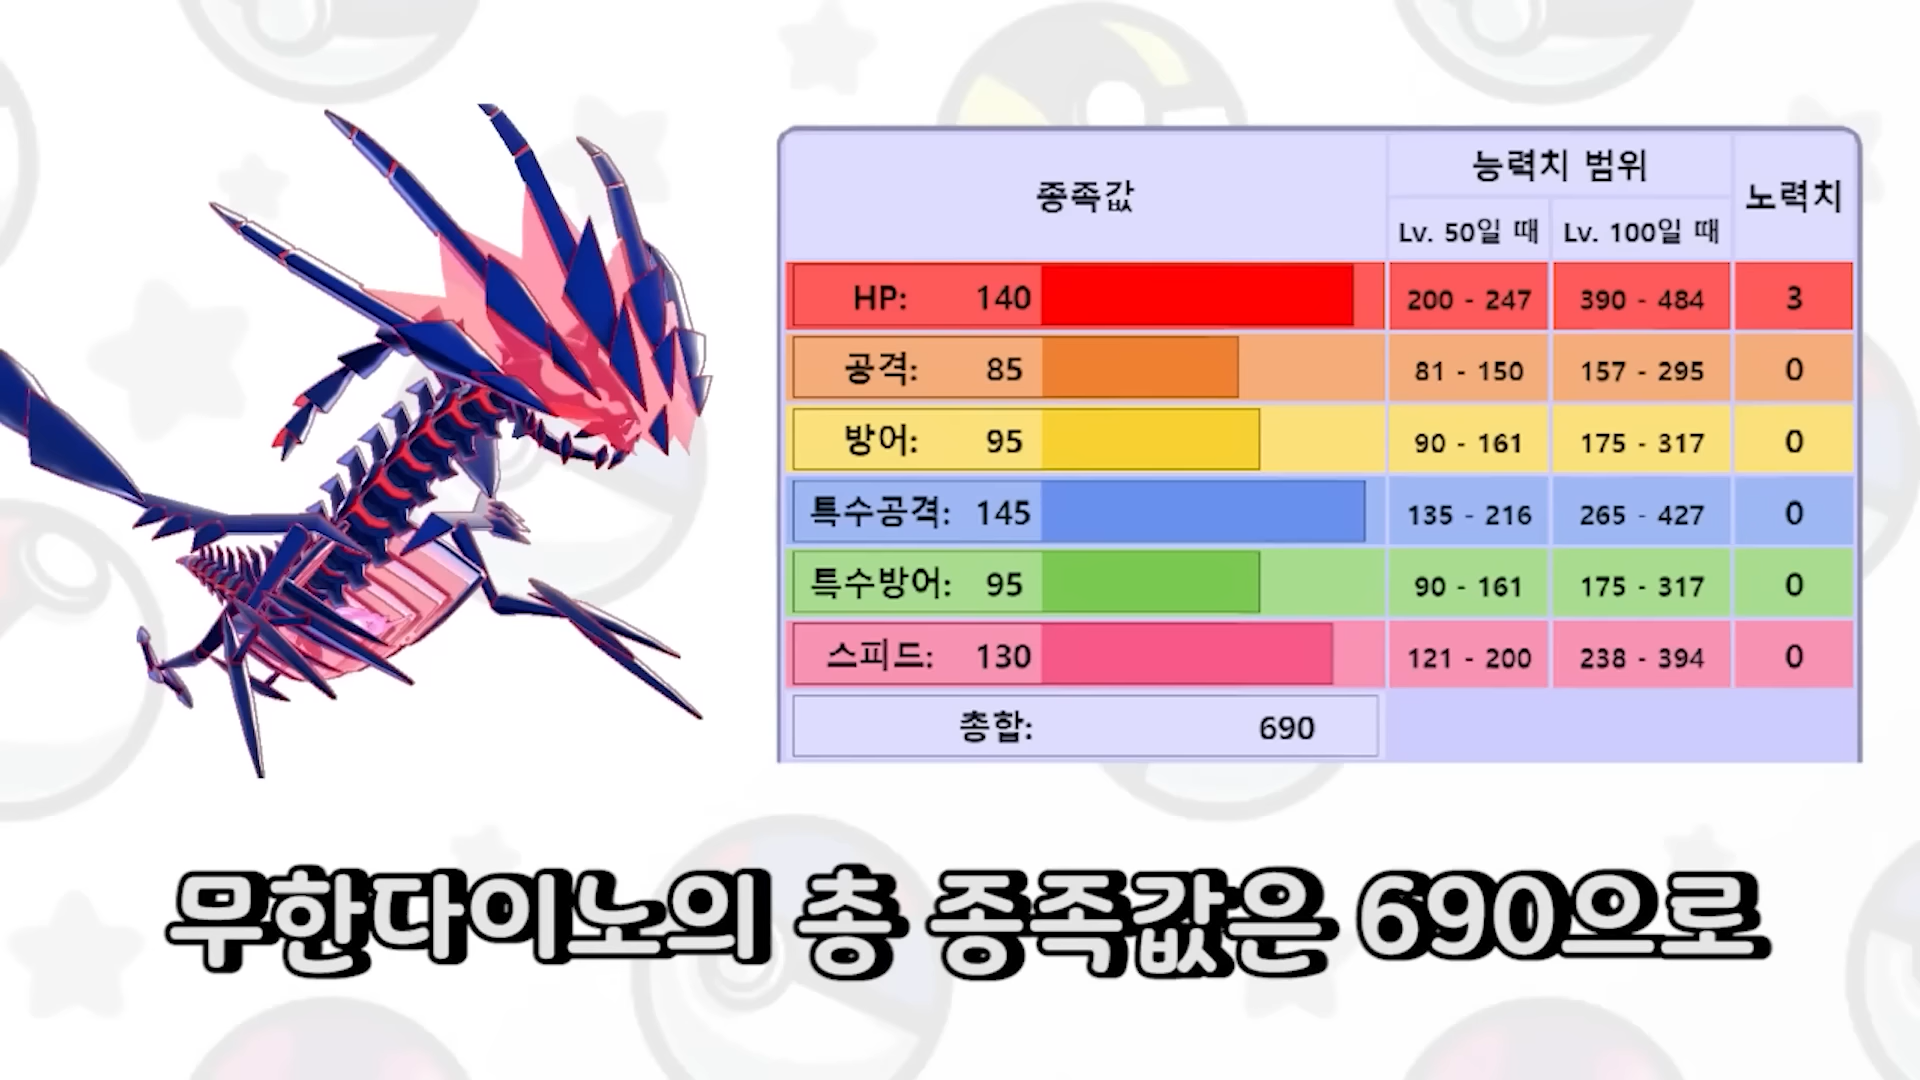 종족값 능력치 범위 노력치
Lv. 50일 때 Lv. 100일 때
HP: 140 200 - 247 390 - 484 3
공격: 85 81 - 150 157 - 295 0
방어: 95 90 - 161 175 - 317 0
특수공격: 145 135 - 216 265 - 427 0
특수방어: 95 90 - 161 175 - 317 0
스피드: 130 121 - 200 238 - 394 0
총합: 690
무한다이노의 총 종족값은 690으로